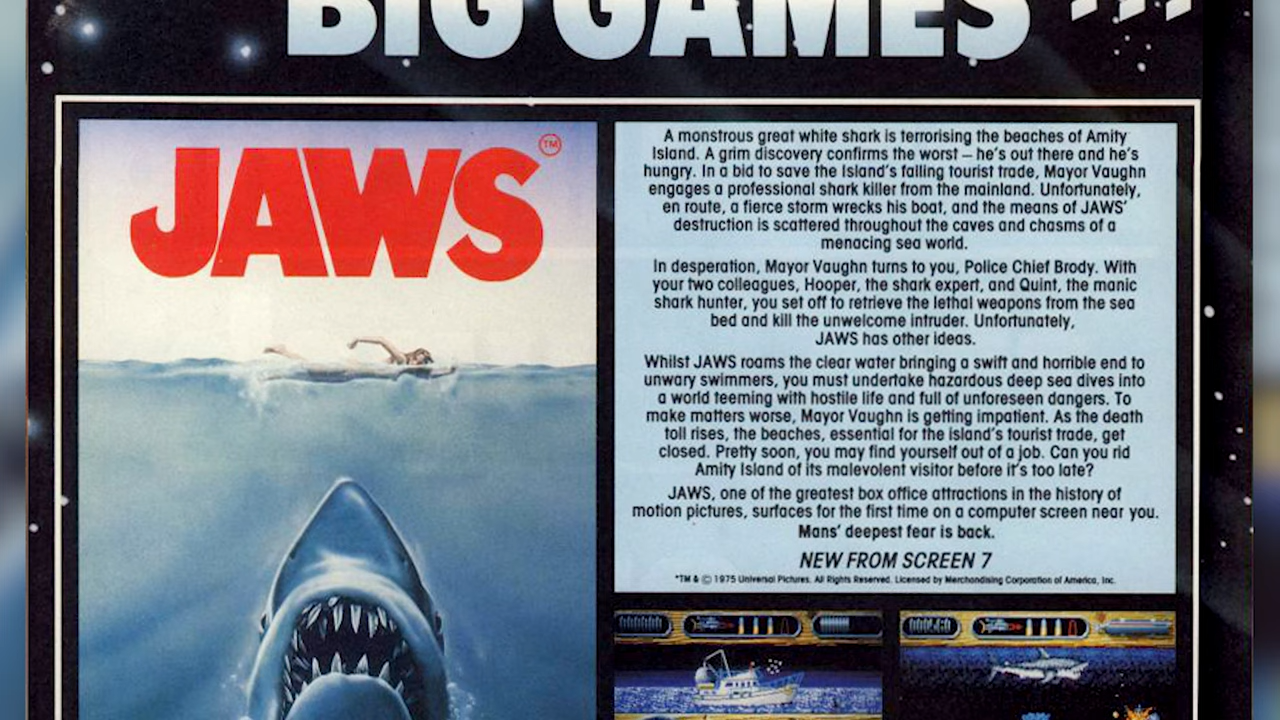 BIG GAMES ...
JAWS
TM
A monstrous great white shark is terrorising the beaches of Amity
Island. A grim discovery confirms the worst – he's out there and he's
hungry. In a bid to save the Island's falling tourist trade, Mayor Vaughn
engages a professional shark killer from the mainland. Unfortunately,
en route, a fierce storm wrecks his boat, and the means of JAWS'
destruction is scattered throughout the caves and chasms of a
menacing sea world.
In desperation, Mayor Vaughn turns to you, Police Chief Brody. With
your two colleagues, Hooper, the shark expert, and Quint, the manic
shark hunter, you set off to retrieve the lethal weapons from the sea
bed and kill the unwelcome intruder. Unfortunately,
JAWS has other ideas.
Whilst JAWS roams the clear water bringing a swift and horrible end to
unwary swimmers, you must undertake hazardous deep sea dives into
a world teeming with hostile life and full of unforeseen dangers. To
make matters worse, Mayor Vaughn is getting impatient. As the death
toll rises, the beaches, essential for the island's tourist trade, get
closed. Pretty soon, you may find yourself out of a job. Can you rid
Amity Island of its malevolent visitor before it's too late?
JAWS, one of the greatest box office attractions in the history of
motion pictures, surfaces for the first time on a computer screen near you.
Mans' deepest fear is back.
NEW FROM SCREEN 7
*TM & © 1975 Universal Pictures. All Rights Reserved. Licensed by Merchandising Corporation of America, Inc.